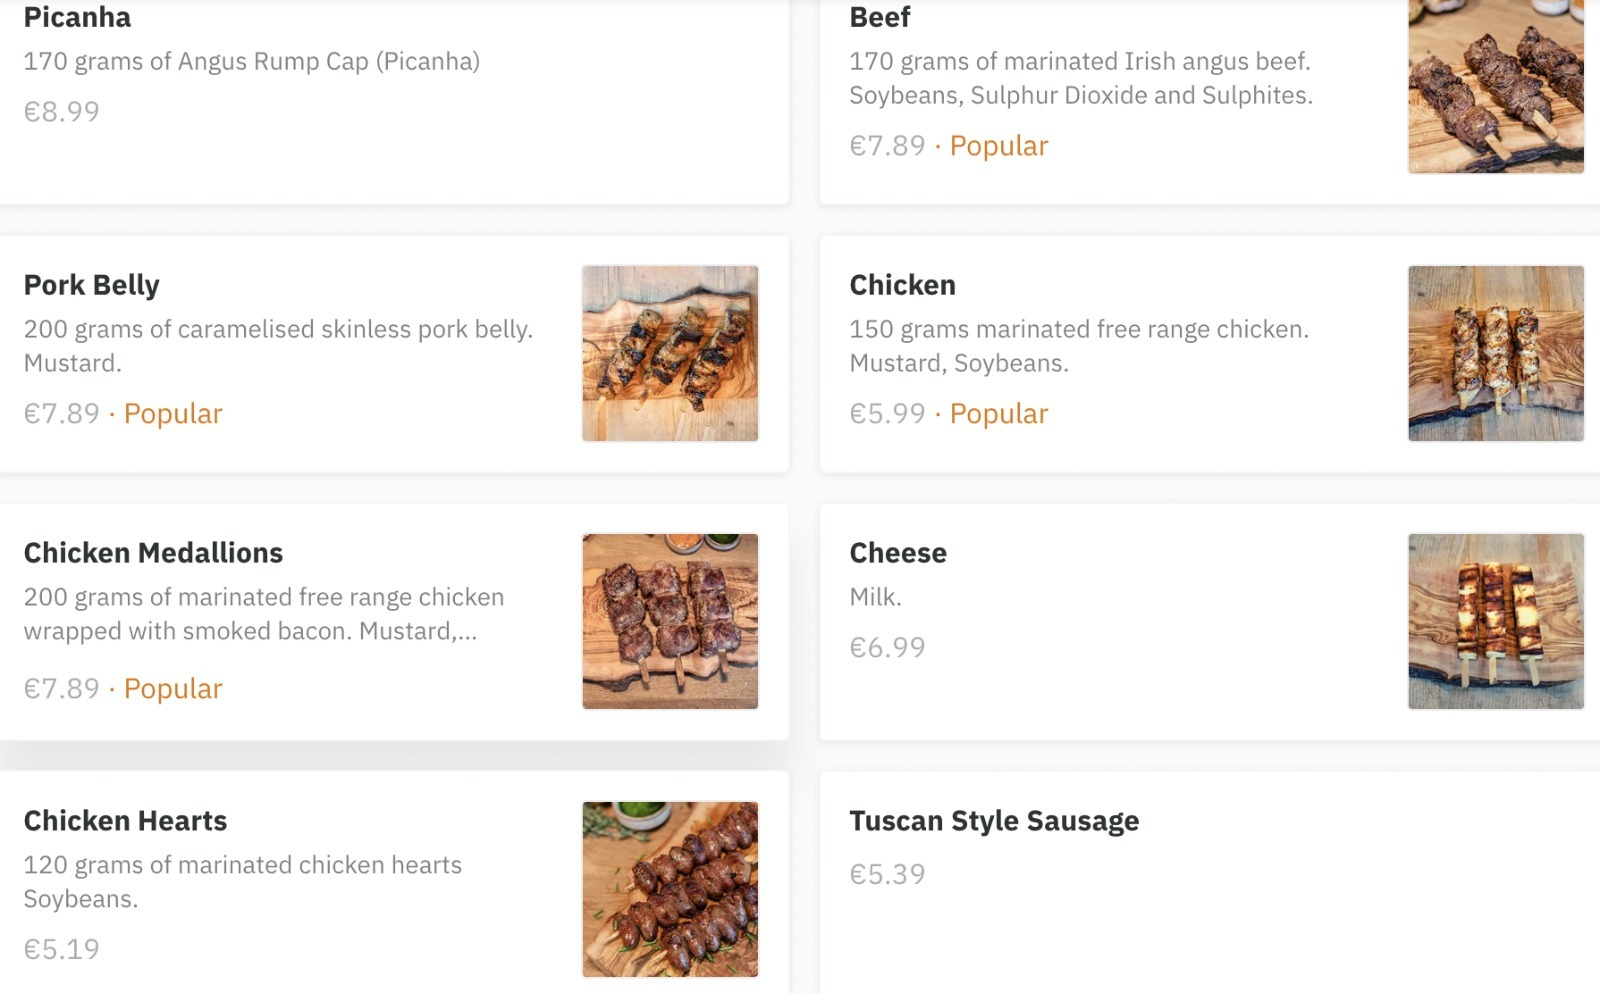 Picanha
170 grams of Angus Rump Cap (Picanha)
€8.99
Beef
170 grams of marinated Irish angus beef.
Soybeans, Sulphur Dioxide and Sulphites.
€7.89 · Popular
Pork Belly
200 grams of caramelised skinless pork belly.
Mustard.
€7.89 · Popular
Chicken
150 grams marinated free range chicken.
Mustard, Soybeans.
€5.99 · Popular
Chicken Medallions
200 grams of marinated free range chicken
wrapped with smoked bacon. Mustard,...
€7.89 · Popular
Cheese
Milk.
€6.99
Chicken Hearts
120 grams of marinated chicken hearts
Soybeans.
€5.19
Tuscan Style Sausage
€5.39